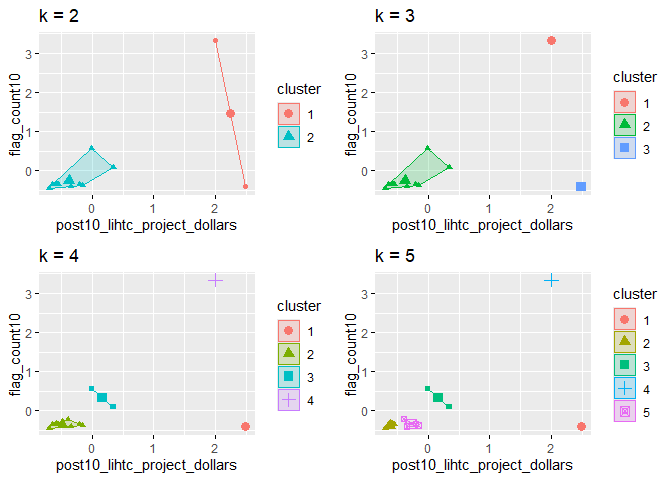 k = 2
flag_count10
3
2
1
0
0
1
2
post10_lihtc_project_dollars
cluster
1
2
k = 3
flag_count10
3
2
1
0
0
1
2
post10_lihtc_project_dollars
cluster
1
2
3
k = 4
flag_count10
3
2
1
0
0
1
2
post10_lihtc_project_dollars
cluster
1
2
3
4
k = 5
flag_count10
3
2
1
0
0
1
2
post10_lihtc_project_dollars
cluster
1
2
3
4
5